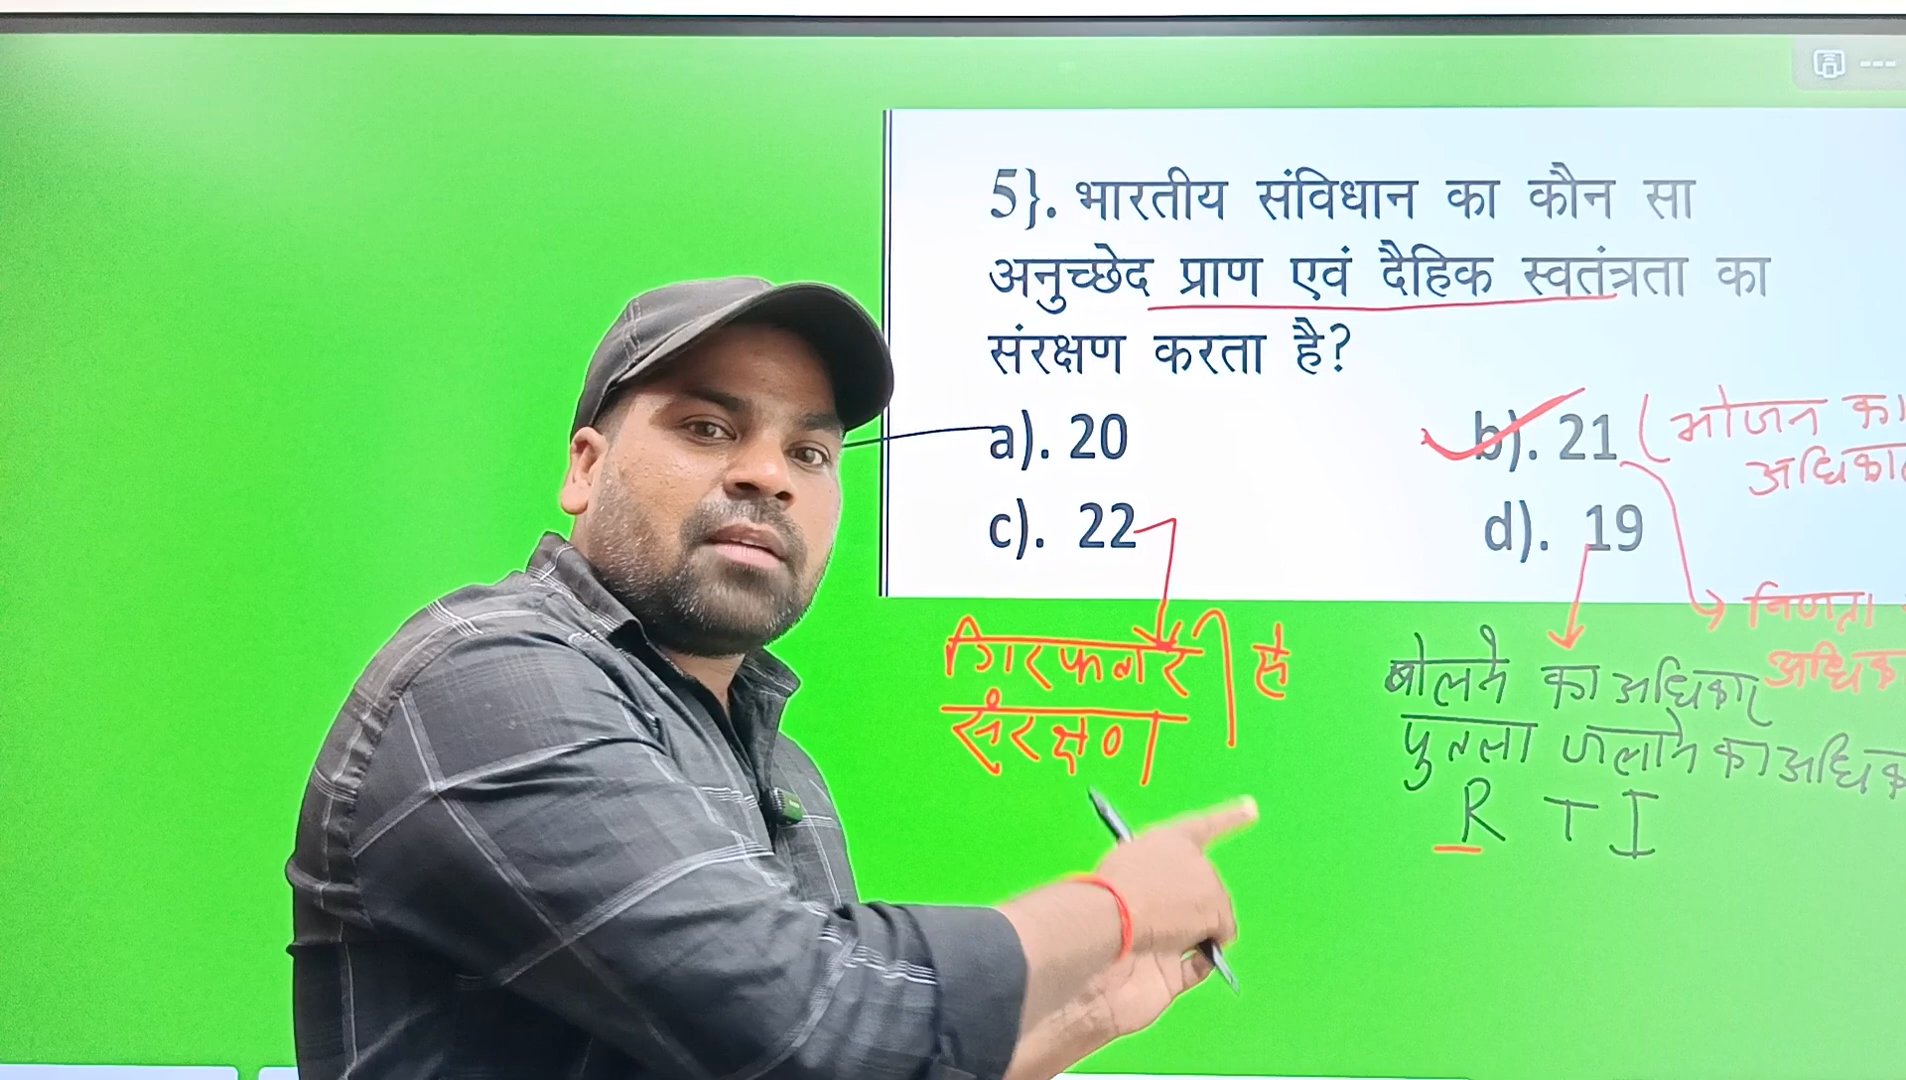 5}. भारतीय संविधान का कौन सा
अनुच्छेद प्राण एवं दैहिक स्वतंत्रता का
संरक्षण करता है?
a). 20
b). 21 ( भोजन का
अधिकार
c). 22
d). 19
गिरफ्तारी से
संरक्षण
बोलने का अधिकार
पुतला जलाने का अधिक
R T I